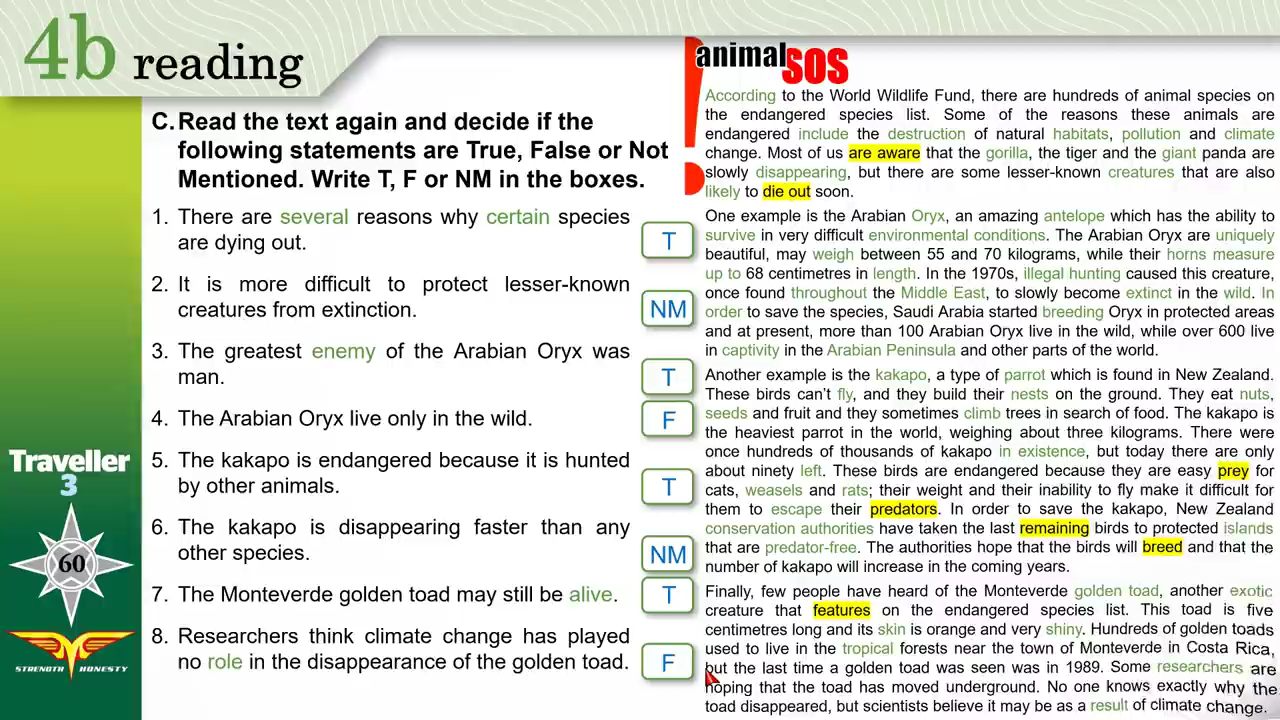 4b reading
C. Read the text again and decide if the
following statements are True, False or Not
Mentioned. Write T, F or NM in the boxes.
1. There are several reasons why certain species
are dying out.
T
2. It is more difficult to protect lesser-known
creatures from extinction.
NM
3. The greatest enemy of the Arabian Oryx was
man.
T
4. The Arabian Oryx live only in the wild.
F
5. The kakapo is endangered because it is hunted
by other animals.
T
6. The kakapo is disappearing faster than any
other species.
NM
7. The Monteverde golden toad may still be alive.
T
8. Researchers think climate change has played
no role in the disappearance of the golden toad.
F
Traveller
3
60
STRENGTH HONESTY
! animal SOS
According to the World Wildlife Fund, there are hundreds of animal species on
the endangered species list. Some of the reasons these animals are
endangered include the destruction of natural habitats, pollution and climate
change. Most of us are aware that the gorilla, the tiger and the giant panda are
slowly disappearing, but there are some lesser-known creatures that are also
likely to die out soon.
One example is the Arabian Oryx, an amazing antelope which has the ability to
survive in very difficult environmental conditions. The Arabian Oryx are uniquely
beautiful, may weigh between 55 and 70 kilograms, while their horns measure
up to 68 centimetres in length. In the 1970s, illegal hunting caused this creature,
once found throughout the Middle East, to slowly become extinct in the wild. In
order to save the species, Saudi Arabia started breeding Oryx in protected areas
and at present, more than 100 Arabian Oryx live in the wild, while over 600 live
in captivity in the Arabian Peninsula and other parts of the world.
Another example is the kakapo, a type of parrot which is found in New Zealand.
These birds can't fly, and they build their nests on the ground. They eat nuts,
seeds and fruit and they sometimes climb trees in search of food. The kakapo is
the heaviest parrot in the world, weighing about three kilograms. There were
once hundreds of thousands of kakapo in existence, but today there are only
about ninety left. These birds are endangered because they are easy prey for
cats, weasels and rats; their weight and their inability to fly make it difficult for
them to escape their predators. In order to save the kakapo, New Zealand
conservation authorities have taken the last remaining birds to protected islands
that are predator-free. The authorities hope that the birds will breed and that the
number of kakapo will increase in the coming years.
Finally, few people have heard of the Monteverde golden toad, another exotic
creature that features on the endangered species list. This toad is five
centimetres long and its skin is orange and very shiny. Hundreds of golden toads
used to live in the tropical forests near the town of Monteverde in Costa Rica,
but the last time a golden toad was seen was in 1989. Some researchers are
hoping that the toad has moved underground. No one knows exactly why the
toad disappeared, but scientists believe it may be as a result of climate change.